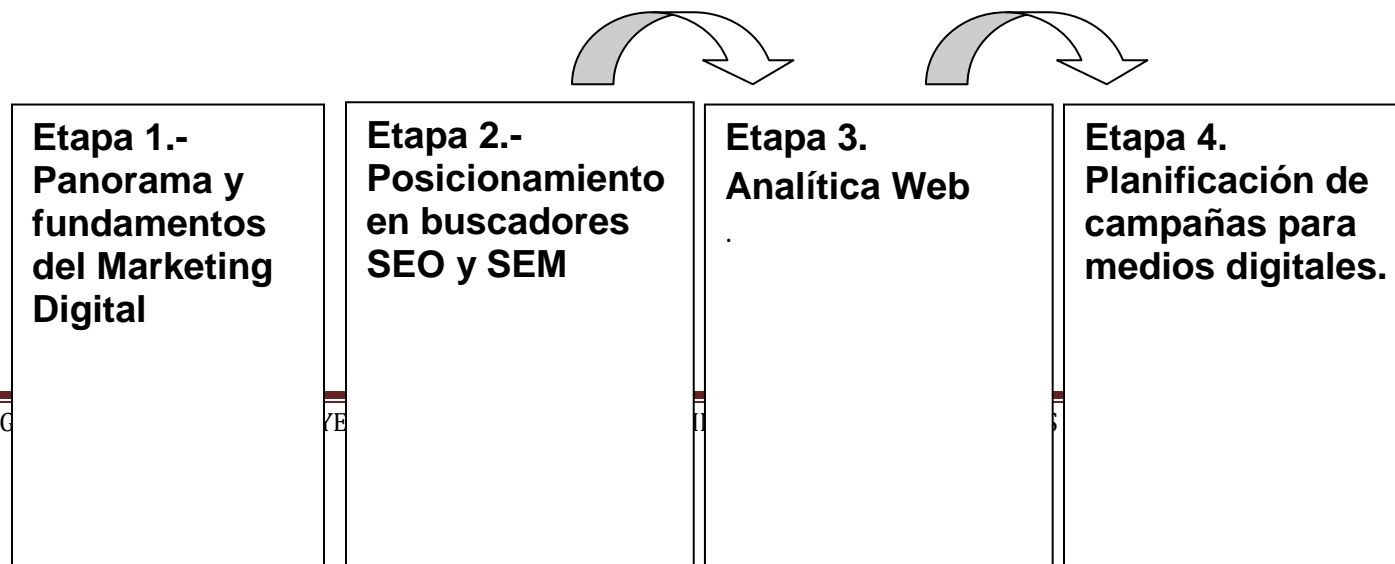 Etapa 1.-
Panorama y
fundamentos
del Marketing
Digital
Etapa 2.-
Posicionamiento
en buscadores
SEO y SEM
Etapa 3.
Analítica Web
.
Etapa 4.
Planificación de
campañas para
medios digitales.